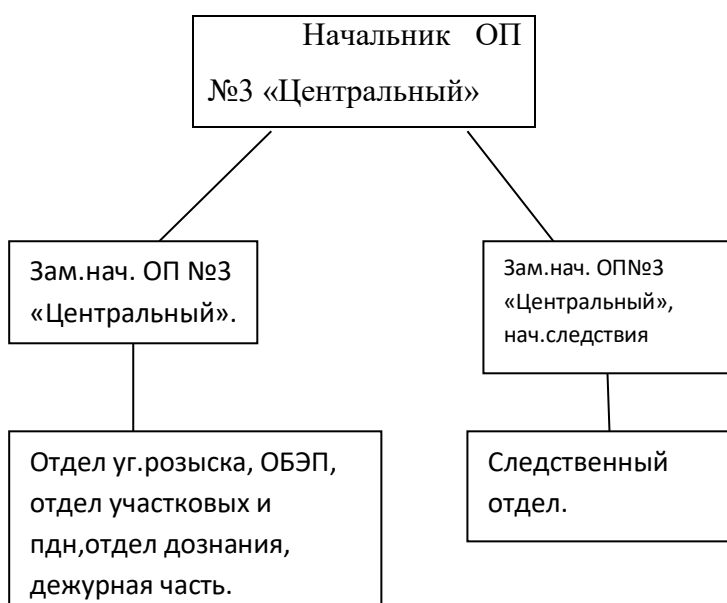 Начальник ОП
№3 «Центральный»
Зам.нач. ОП №3
«Центральный».
Зам.нач. ОП№3
«Центральный»,
нач.следствия
Отдел уг.розыска, ОБЭП,
отдел участковых и
пдн,отдел дознания,
дежурная часть.
Следственный
отдел.